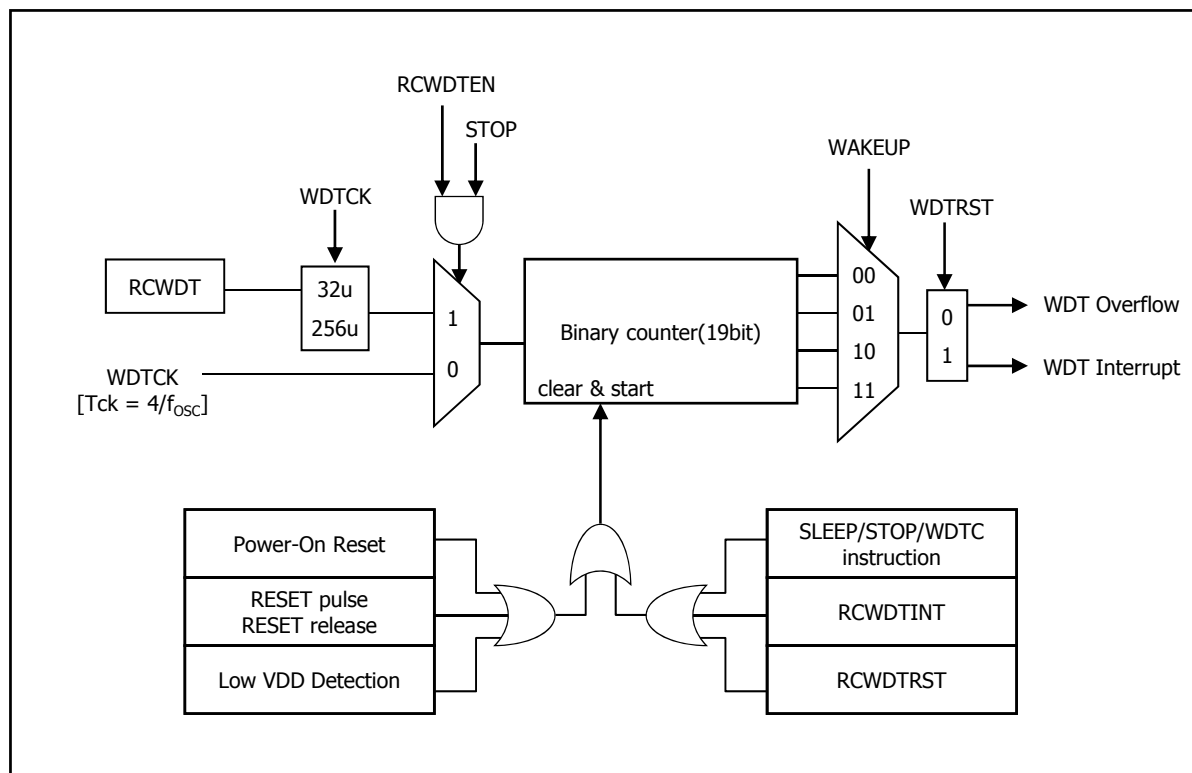 RCWDTEN
STOP
WAKEUP
WDTCK
WDTRST
RCWDT
32u
256u
1
0
WDTCK
[Tck = 4/fOSC]
Binary counter(19bit)
clear & start
00
01
10
11
0
1
WDT Overflow
WDT Interrupt
Power-On Reset
RESET pulse
RESET release
Low VDD Detection
SLEEP/STOP/WDTC
instruction
RCWDTINT
RCWDTRST